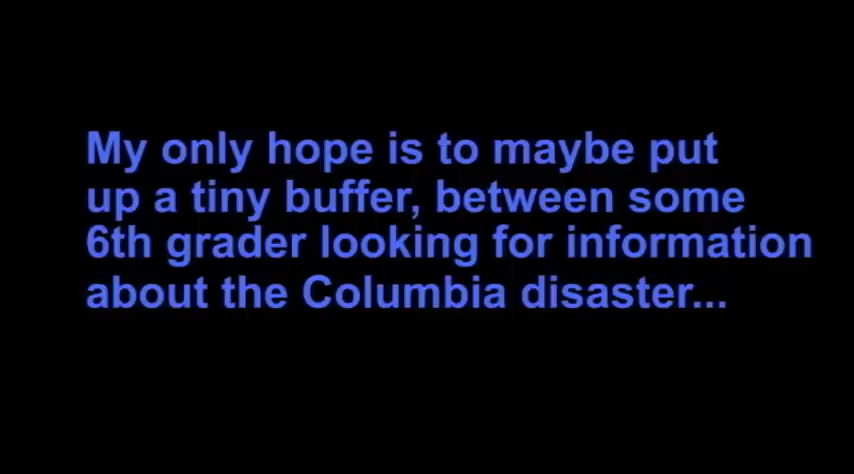 My only hope is to maybe put
up a tiny buffer, between some
6th grader looking for information
about the Columbia disaster...